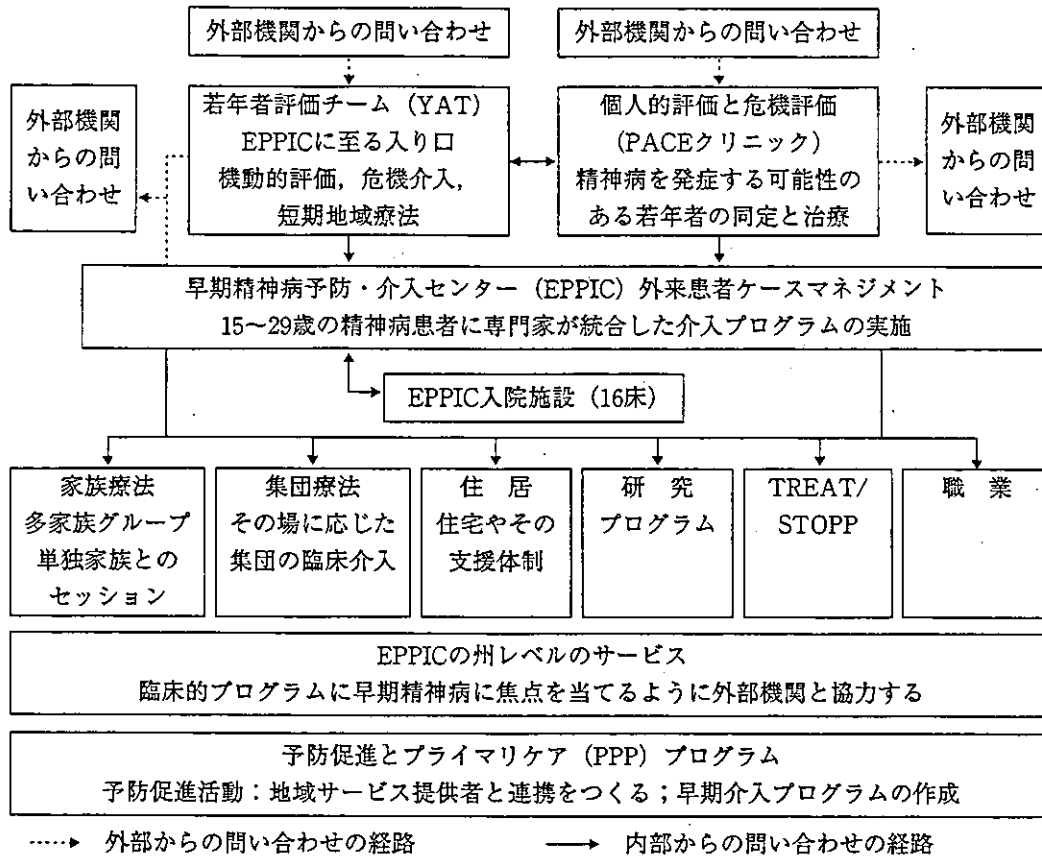 外部機関からの問い合わせ
外部機関からの問い合わせ
外部機関
からの問
い合わせ
若年者評価チーム（YAT）
EPPICに至る入り口
機動的評価，危機介入，
短期地域療法
個人的評価と危機評価
(PACEクリニック)
精神病を発症する可能性の
ある若年者の同定と治療
外部機関
からの問
い合わせ
早期精神病予防・介入センター（EPPIC）外来患者ケースマネジメント
15～29歳の精神病患者に専門家が統合した介入プログラムの実施
EPPIC入院施設（16床）
家族療法
多家族グループ
単独家族との
セッション
集団療法
その場に応じた
集団の臨床介入
住　居
住宅やその
支援体制
研　究
プログラム
TREAT/
STOPP
職　業
EPPICの州レベルのサービス
臨床的プログラムに早期精神病に焦点を当てるように外部機関と協力する
予防促進とプライマリケア（PPP）プログラム
予防促進活動：地域サービス提供者と連携をつくる；早期介入プログラムの作成
外部からの問い合わせの経路
内部からの問い合わせの経路